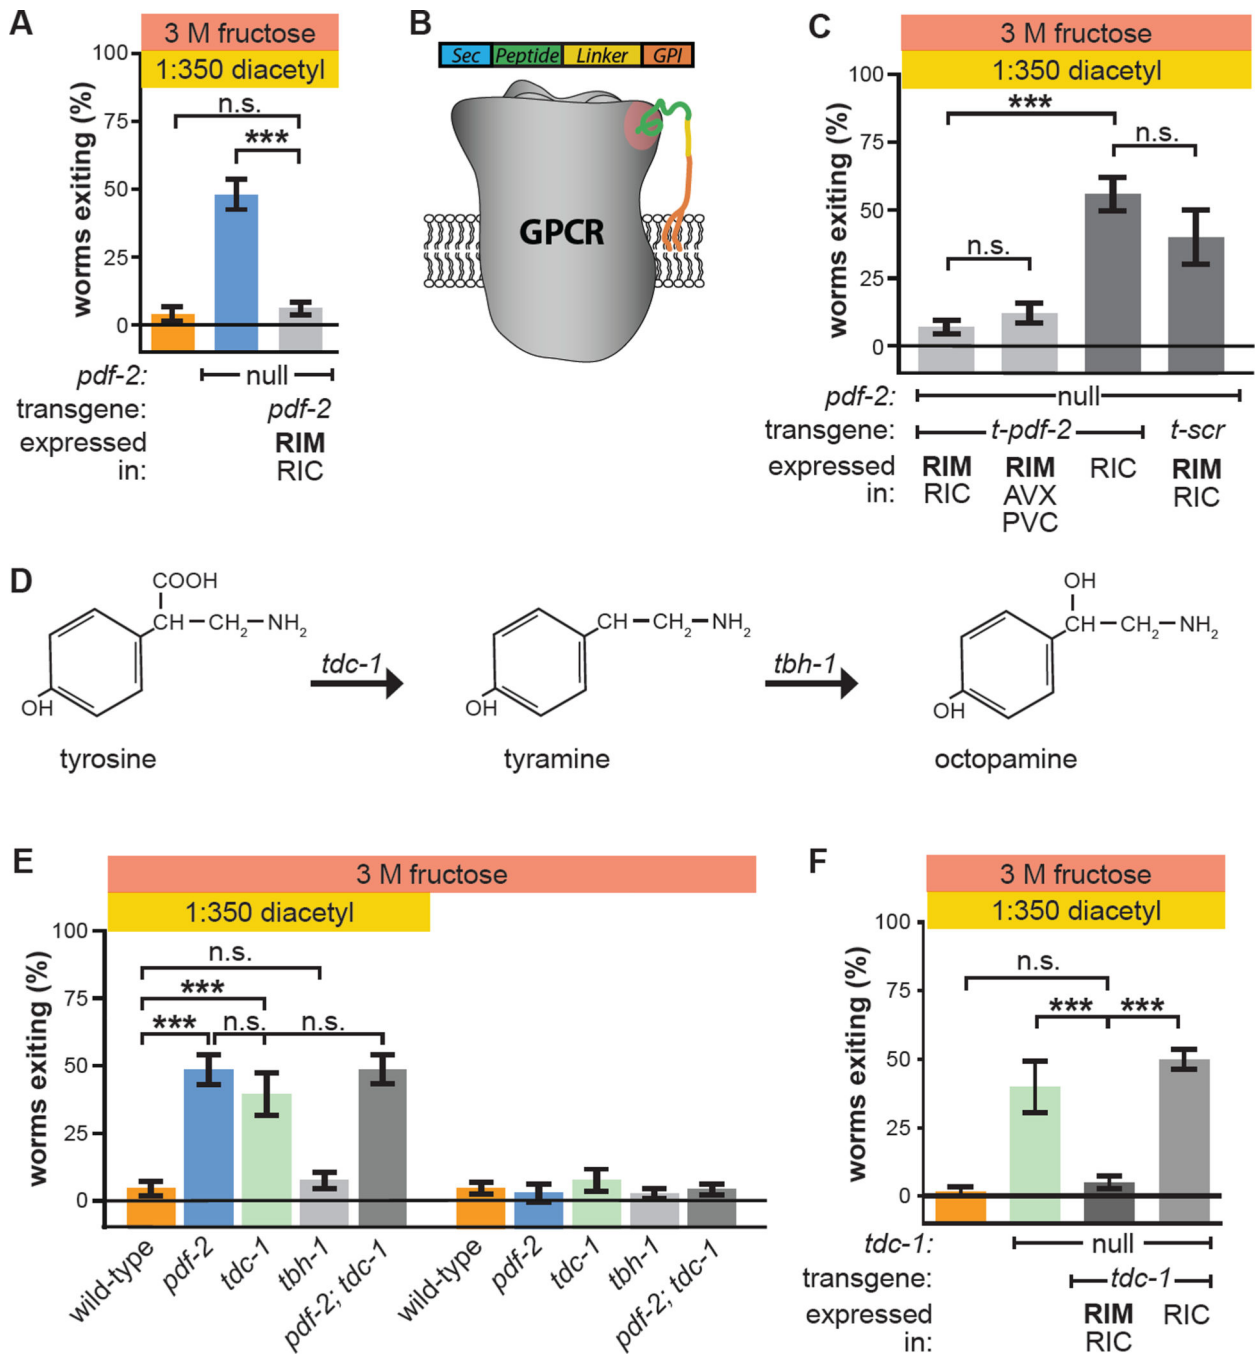 A
3 M fructose
1:350 diacetyl
worms exiting (%)
100
75
50
25
0
n.s.
***
pdf-2:
null
transgene:
pdf-2
expressed
in:
RIM
RIC
B
Sec
Peptide
Linker
GPI
GPCR
C
3 M fructose
1:350 diacetyl
worms exiting (%)
100
75
50
25
0
***
n.s.
n.s.
pdf-2:
null
transgene:
t-pdf-2
t-scr
expressed
in:
RIM
RIC
RIM
AVX
PVC
RIC
RIM
RIC
D
COOH
CH
CH2
NH2
OH
tyrosine
tdc-1
CH
CH2
NH2
OH
tyramine
tbh-1
OH
CH
CH2
NH2
OH
octopamine
E
3 M fructose
1:350 diacetyl
worms exiting (%)
100
75
50
25
0
n.s.
***
***
n.s.
n.s.
wild-type
pdf-2
tdc-1
tbh-1
pdf-2; tdc-1
wild-type
pdf-2
tdc-1
tbh-1
pdf-2; tdc-1
F
3 M fructose
1:350 diacetyl
worms exiting (%)
100
75
50
25
0
n.s.
***
***
tdc-1:
null
transgene:
tdc-1
expressed
in:
RIM
RIC
RIC